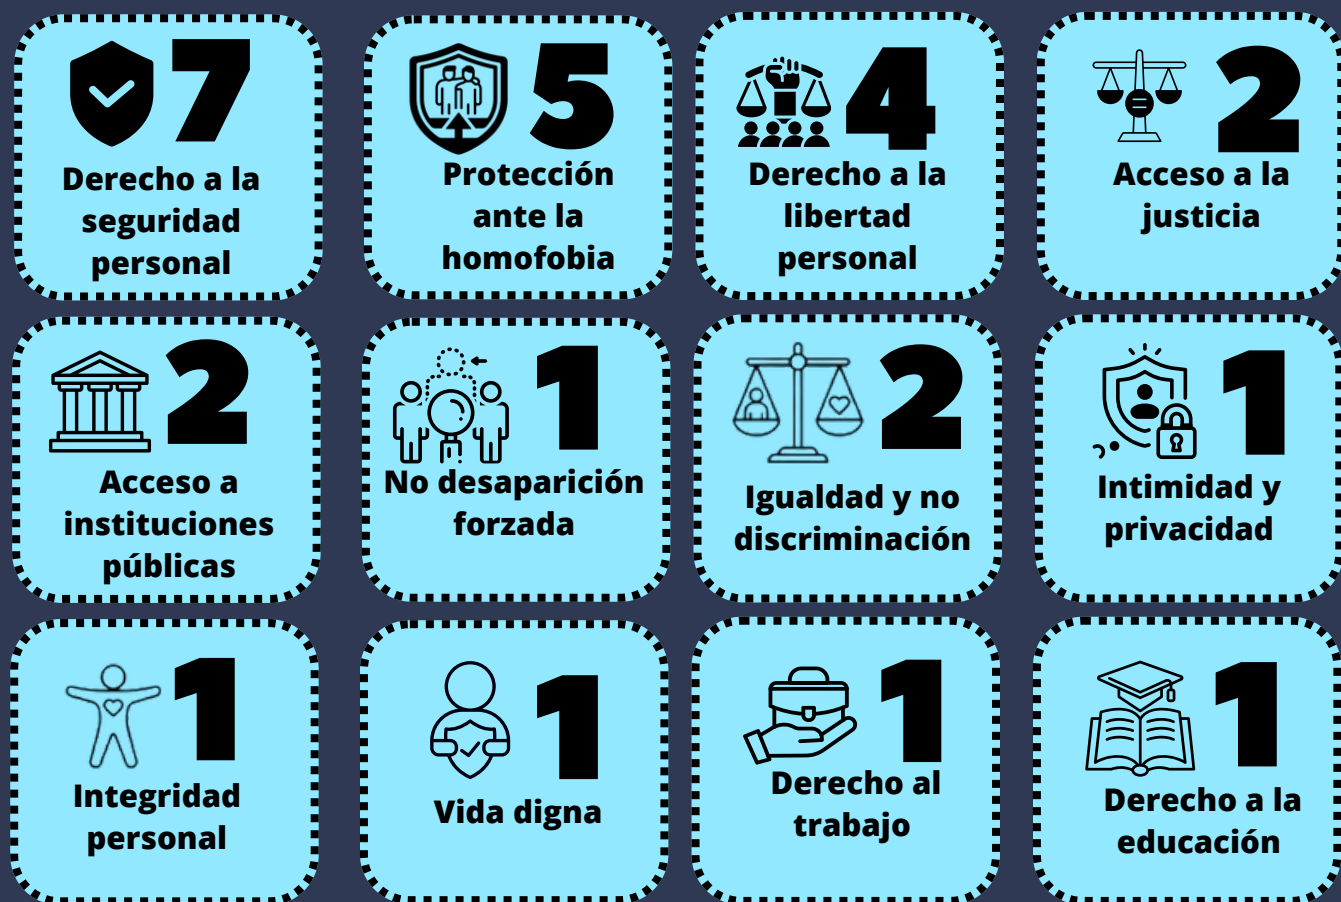 7
Derecho a la
seguridad
personal
5
Protección
ante la
homofobia
4
Derecho a la
libertad
personal
2
Acceso a la
justicia
2
Acceso a
instituciones
públicas
1
No desaparición
forzada
2
Igualdad y no
discriminación
1
Intimidad y
privacidad
1
Integridad
personal
1
Vida digna
1
Derecho al
trabajo
1
Derecho a la
educación